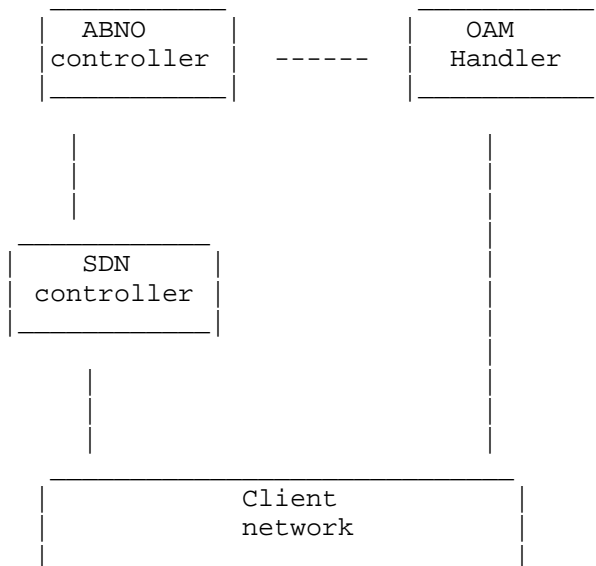 ABNO
controller
OAM
Handler
SDN
controller
Client
network